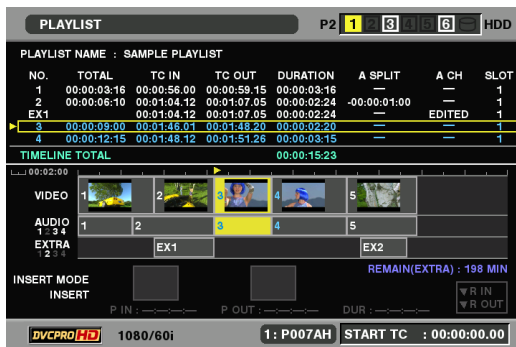 PLAYLIST P2 1 2 3 4 5 6 HDD
PLAYLIST NAME : SAMPLE PLAYLIST
NO. TOTAL TC IN TC OUT DURATION A SPLIT A CH SLOT
1 00:00:03:16 00:00:56.00 00:00:59.15 00:00:03:16 — — 1
2 00:00:06:10 00:01:04.12 00:01:07.05 00:00:02:24 -00:00:01:00 — 1
EX1 00:01:04.12 00:01:07.05 00:00:02:24 — EDITED 1
3 00:00:09:00 00:01:46.01 00:01:48.20 00:00:02:20 — — 1
4 00:00:12:15 00:01:48.12 00:01:51.26 00:00:03:15 — — 1
TIMELINE TOTAL 00:00:15:23
00:02:00
VIDEO 1 2 3 5 4 5
AUDIO 1 2 3 4 5
1 2 3 4
EXTRA EX1 EX2
1 2 3 4
REMAIN(EXTRA) : 198 MIN
INSERT MODE
INSERT
▼R IN
▼R OUT
P IN : —:—:—:— P OUT : —:—:—:— DUR : —:—:—:—
DVCPRO HD 1080/60i 1: P007AH START TC : 00:00:00.00